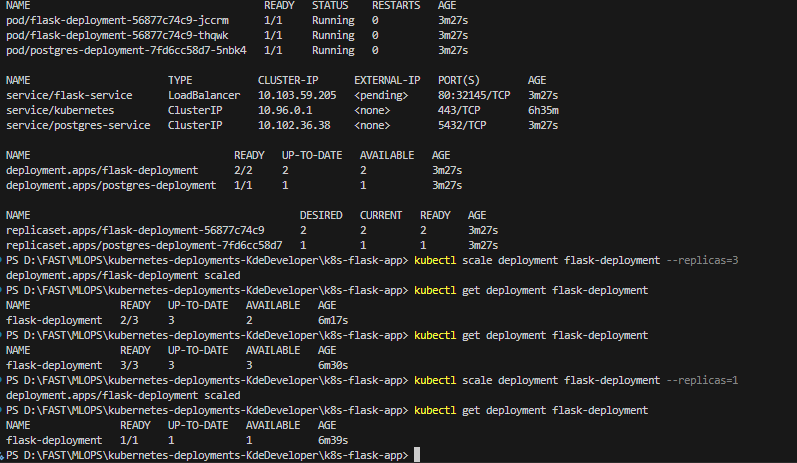 NAME READY STATUS RESTARTS AGE
pod/flask-deployment-56877c74c9-jccrm 1/1 Running 0 3m27s
pod/flask-deployment-56877c74c9-thqwk 1/1 Running 0 3m27s
pod/postgres-deployment-7fd6cc58d7-5nbk4 1/1 Running 0 3m27s
NAME TYPE CLUSTER-IP EXTERNAL-IP PORT(S) AGE
service/flask-service LoadBalancer 10.103.59.205 <pending> 80:32145/TCP 3m27s
service/kubernetes ClusterIP 10.96.0.1 <none> 443/TCP 6h35m
service/postgres-service ClusterIP 10.102.36.38 <none> 5432/TCP 3m27s
NAME READY UP-TO-DATE AVAILABLE AGE
deployment.apps/flask-deployment 2/2 2 2 3m27s
deployment.apps/postgres-deployment 1/1 1 1 3m27s
NAME DESIRED CURRENT READY AGE
replicaset.apps/flask-deployment-56877c74c9 2 2 2 3m27s
replicaset.apps/postgres-deployment-7fd6cc58d7 1 1 1 3m27s
PS D:\FAST\MLOPS\kubernetes-deployments-KdeDeveloper\k8s-flask-app> kubectl scale deployment flask-deployment --replicas=3
deployment.apps/flask-deployment scaled
PS D:\FAST\MLOPS\kubernetes-deployments-KdeDeveloper\k8s-flask-app> kubectl get deployment flask-deployment
NAME READY UP-TO-DATE AVAILABLE AGE
flask-deployment 2/3 3 2 6m17s
PS D:\FAST\MLOPS\kubernetes-deployments-KdeDeveloper\k8s-flask-app> kubectl get deployment flask-deployment
NAME READY UP-TO-DATE AVAILABLE AGE
flask-deployment 3/3 3 3 6m30s
PS D:\FAST\MLOPS\kubernetes-deployments-KdeDeveloper\k8s-flask-app> kubectl scale deployment flask-deployment --replicas=1
deployment.apps/flask-deployment scaled
PS D:\FAST\MLOPS\kubernetes-deployments-KdeDeveloper\k8s-flask-app> kubectl get deployment flask-deployment
NAME READY UP-TO-DATE AVAILABLE AGE
flask-deployment 1/1 1 1 6m39s
PS D:\FAST\MLOPS\kubernetes-deployments-KdeDeveloper\k8s-flask-app>